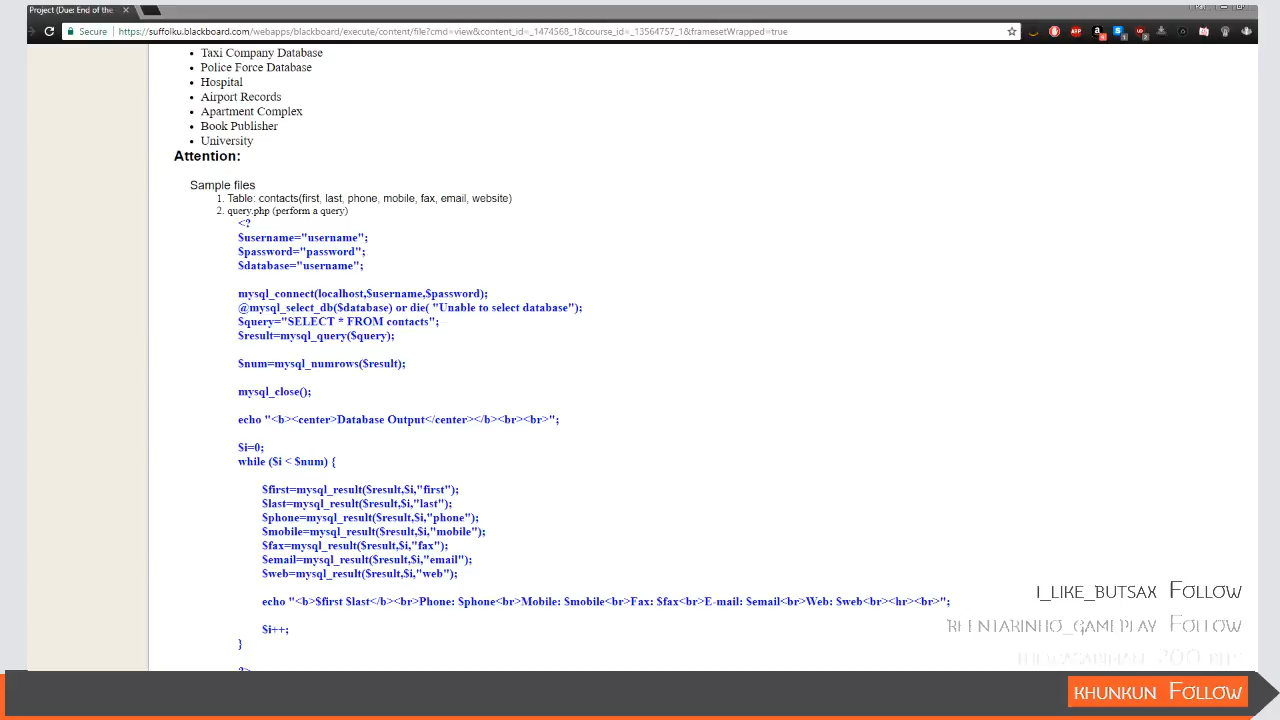 Project (Due: End of the
Secure https://suffolku.blackboard.com/webapps/blackboard/execute/content/file?cmd=view&content_id=_1474568_1&course_id=_13564757_1&framesetWrapped=true
Taxi Company Database
Police Force Database
Hospital
Airport Records
Apartment Complex
Book Publisher
University
Attention:
Sample files
1. Table: contacts(first, last, phone, mobile, fax, email, website)
2. query.php (perform a query)
<?
$username="username";
$password="password";
$database="username";
mysql_connect(localhost,$username,$password);
@mysql_select_db($database) or die( "Unable to select database");
$query="SELECT * FROM contacts";
$result=mysql_query($query);
$num=mysql_numrows($result);
mysql_close();
echo "<b><center>Database Output</center></b><br><br>";
$i=0;
while ($i < $num) {
$first=mysql_result($result,$i,"first");
$last=mysql_result($result,$i,"last");
$phone=mysql_result($result,$i,"phone");
$mobile=mysql_result($result,$i,"mobile");
$fax=mysql_result($result,$i,"fax");
$email=mysql_result($result,$i,"email");
$web=mysql_result($result,$i,"web");
echo "<b>$first $last</b><br>Phone: $phone<br>Mobile: $mobile<br>Fax: $fax<br>E-mail: $email<br>Web: $web<br><hr><br>";
$i++;
}
?>
i_like_butsax Follow
Follow
khunkun Follow